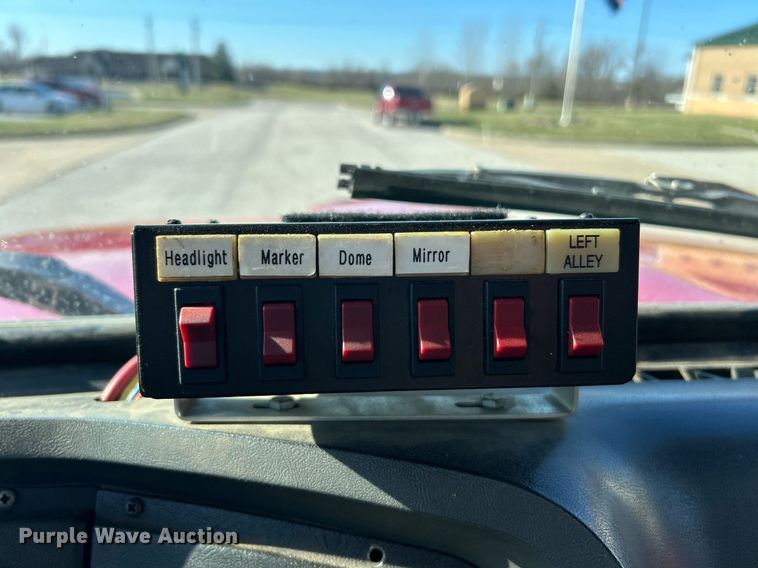 Headlight
Marker
Dome
Mirror
LEFT
ALLEY
Purple Wave Auction